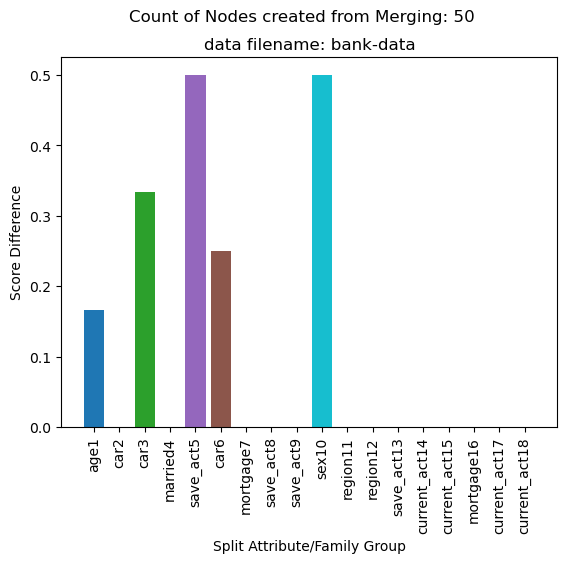 Count of Nodes created from Merging: 50
data filename: bank-data
Score Difference
0.5
0.4
0.3
0.2
0.1
0.0
age1
car2
car3
married4
save_act5
car6
mortgage7
save_act8
save_act9
sex10
region11
region12
save_act13
current_act14
current_act15
mortgage16
current_act17
current_act18
Split Attribute/Family Group